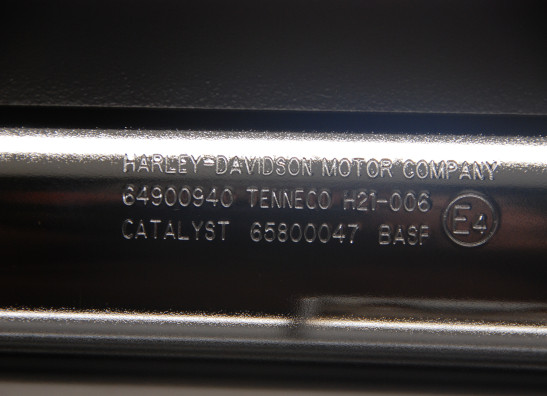 HARLEY-DAVIDSON MOTOR COMPANY
64900940 TENNECO H21-006
CATALYST 65800047 BASF E4